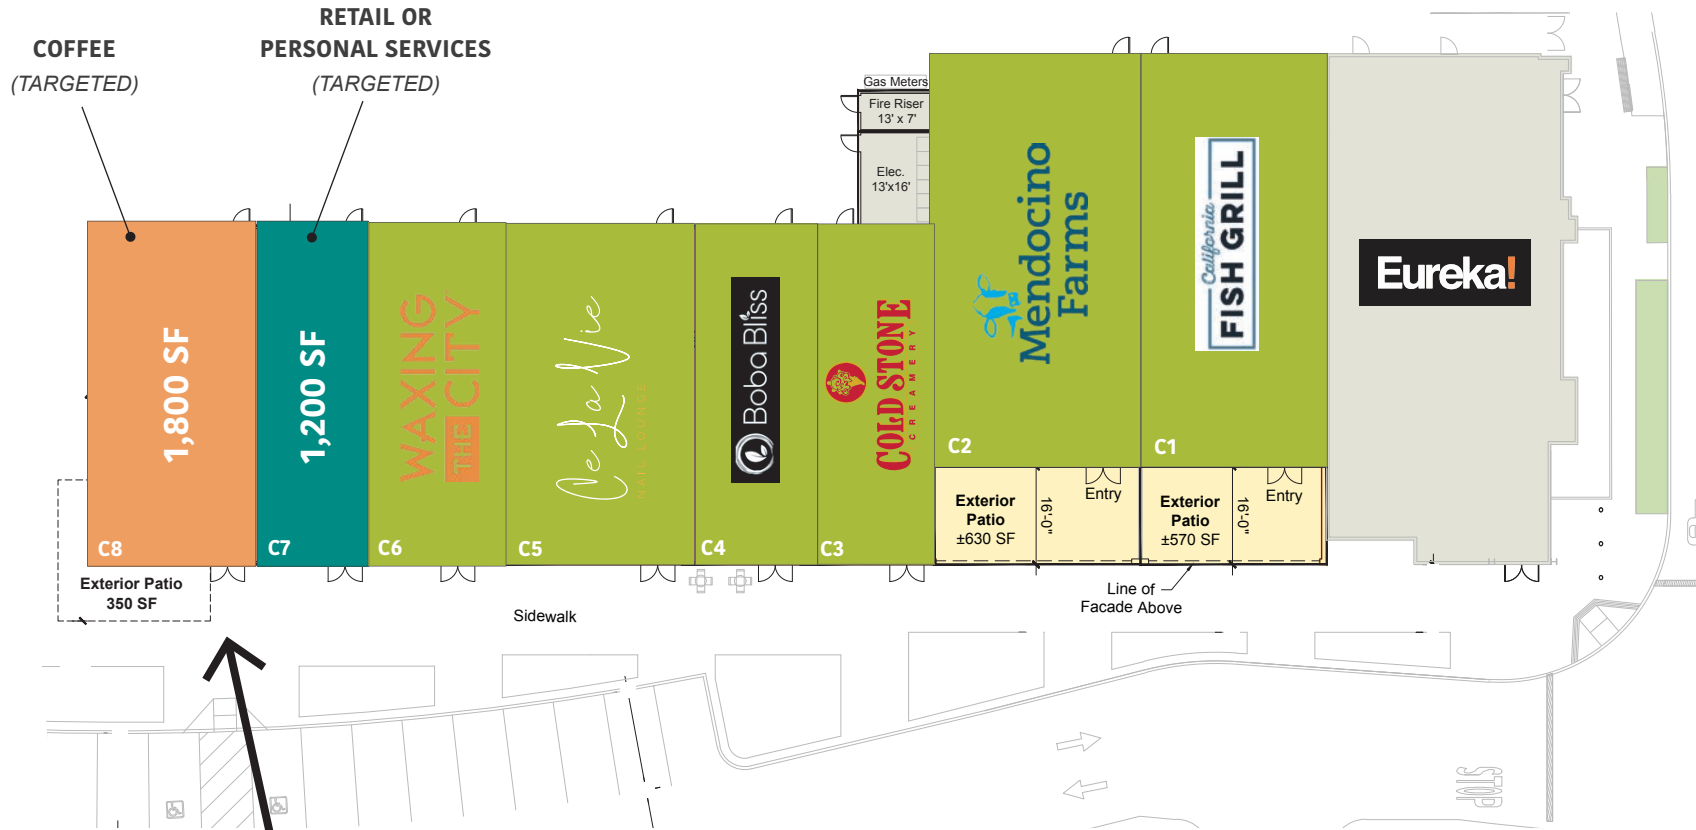 COFFEE
(TARGETED)
RETAIL OR
PERSONAL SERVICES
(TARGETED)
Gas Meters
Fire Riser
13' x 7'
Elec.
13'x16'
1,800 SF
C8
1,200 SF
C7
WAXING
THE CITY
C6
Ce La Vie
NAIL LOUNGE
C5
Boba Bliss
C4
COLD STONE
CREAMERY
C3
Mendocino
Farms
C2
California
FISH GRILL
C1
Eureka!
Exterior
Patio
±630 SF
16'-0"
Entry
Exterior
Patio
±570 SF
16'-0"
Entry
Exterior Patio
350 SF
Sidewalk
Line of
Facade Above
STOP